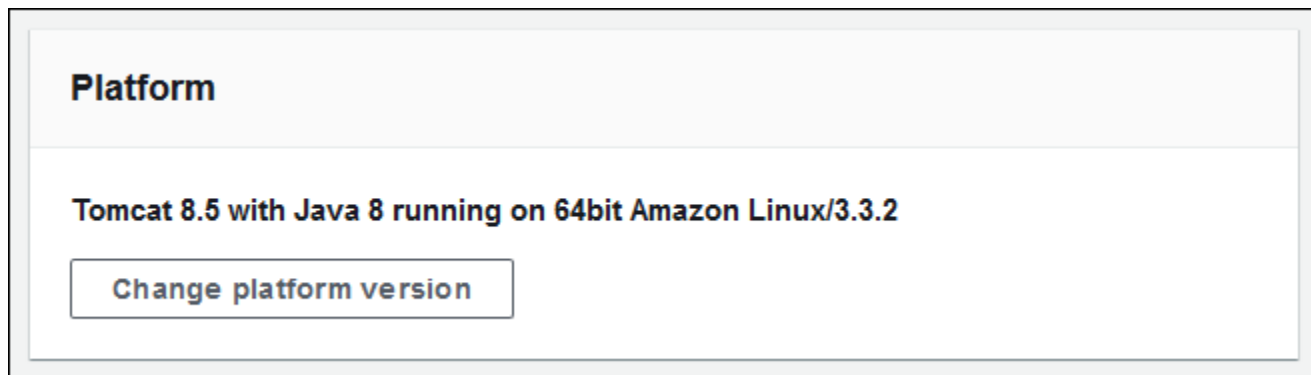 Platform
Tomcat 8.5 with Java 8 running on 64bit Amazon Linux/3.3.2
Change platform version